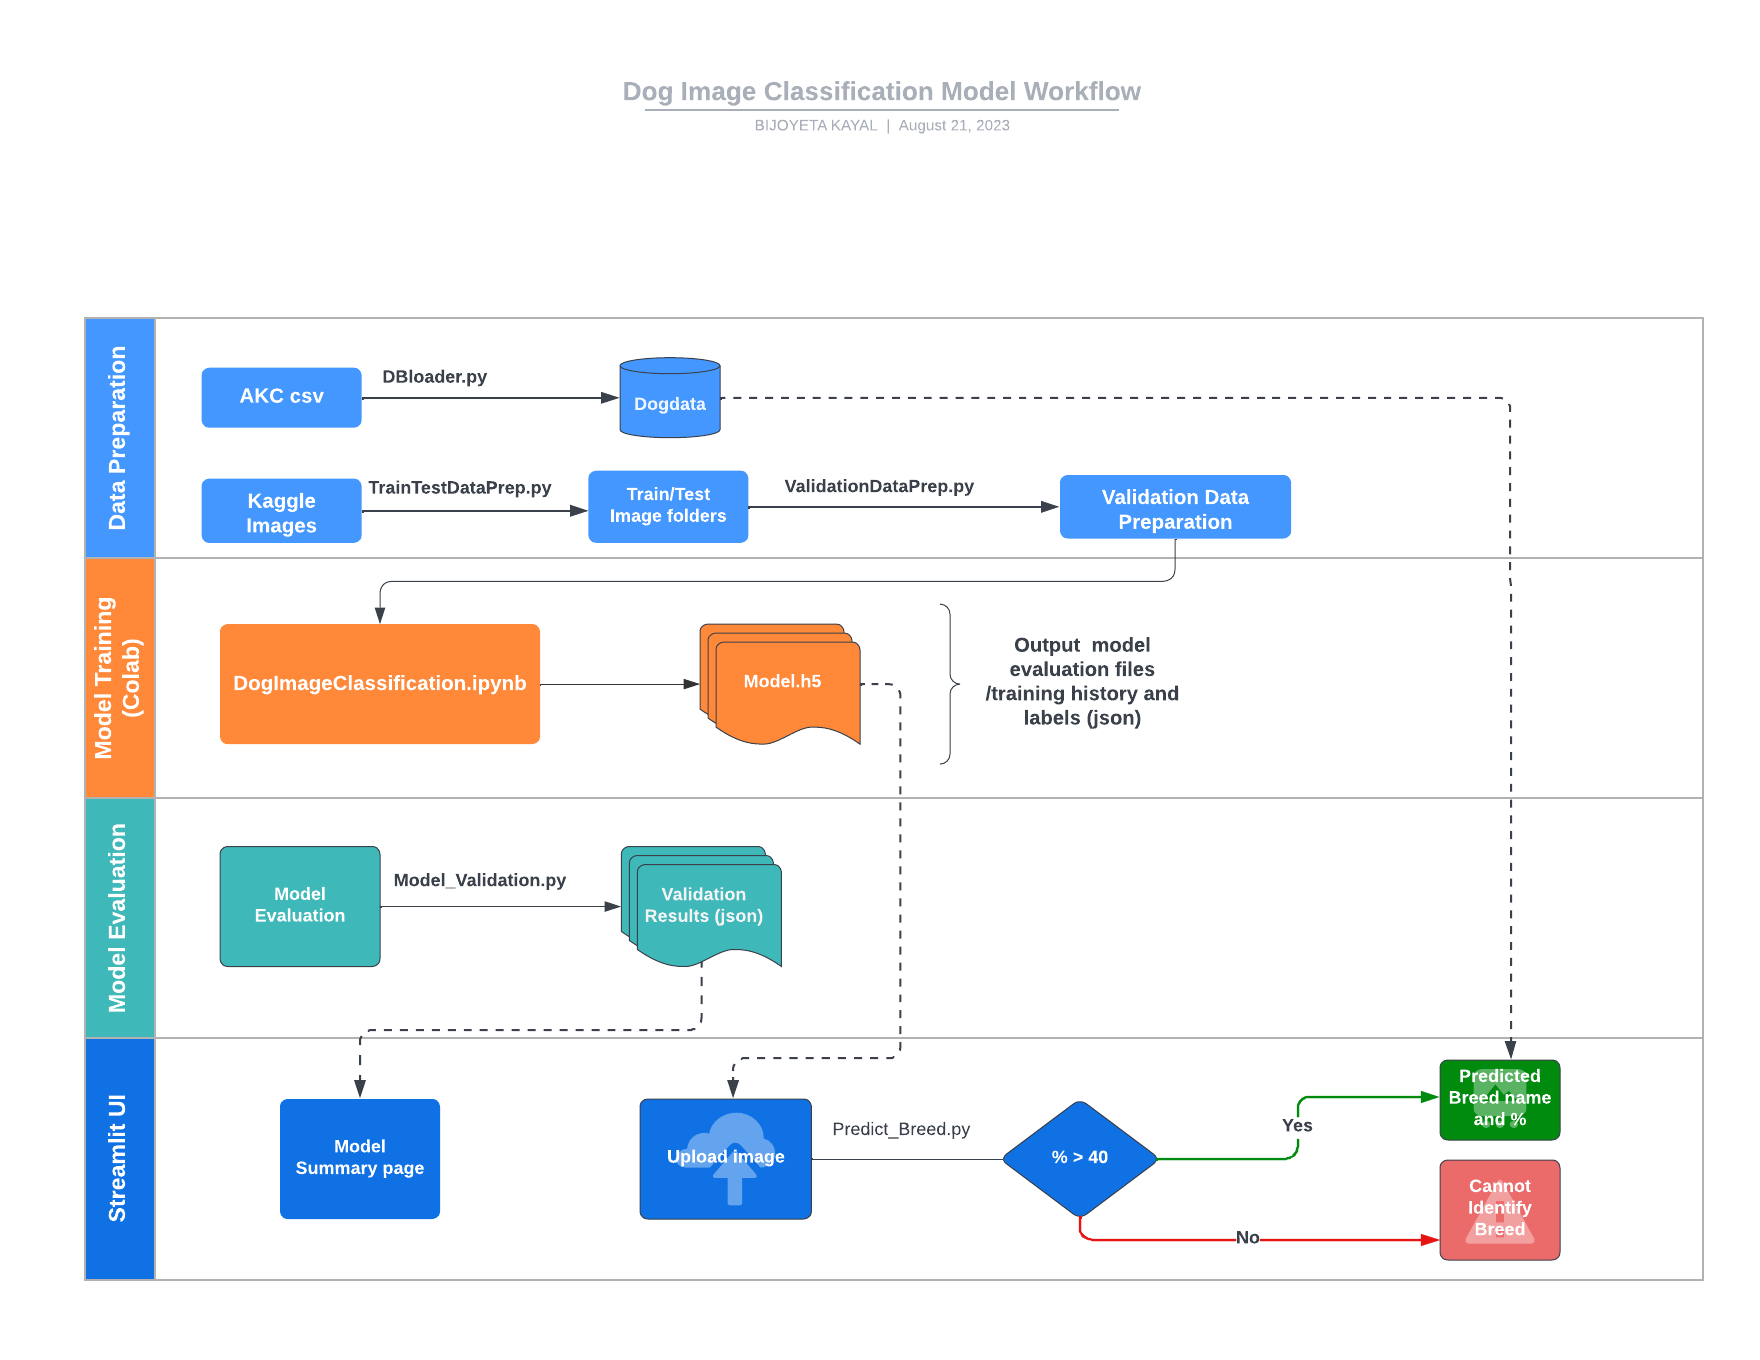 Dog Image Classification Model Workflow
BIJOYETA KAYAL | August 21, 2023
Data Preparation
AKC csv
DBloader.py
Dogdata
Kaggle
Images
TrainTestDataPrep.py
Train/Test
Image folders
ValidationDataPrep.py
Validation Data
Preparation
Model Training
(Colab)
DogImageClassification.ipynb
Model.h5
Output model
evaluation files
/training history and
labels (json)
Model Evaluation
Model
Evaluation
Model_Validation.py
Validation
Results (json)
Streamlit UI
Model
Summary page
Upload image
Predict_Breed.py
% > 40
Yes
Predicted
Breed name
and %
No
Cannot
Identify
Breed